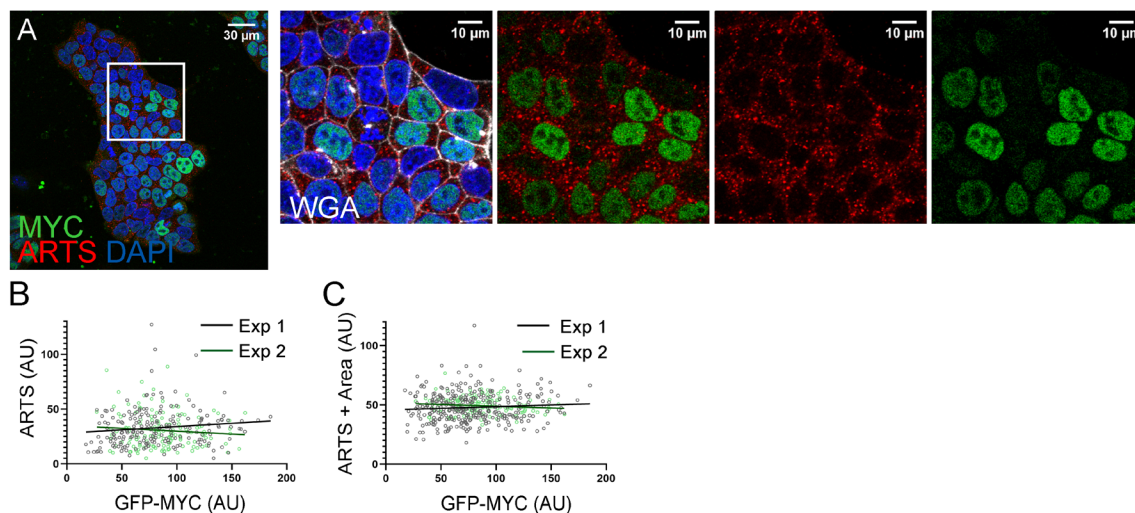 A
30 µm
10 µm
10 µm
10 µm
10 µm
MYC
ARTS DAPI
WGA
B
ARTS (AU)
100
50
0
0 50 100 150 200
GFP-MYC (AU)
Exp 1
Exp 2
C
ARTS + Area (AU)
100
50
0
0 50 100 150 200
GFP-MYC (AU)
Exp 1
Exp 2